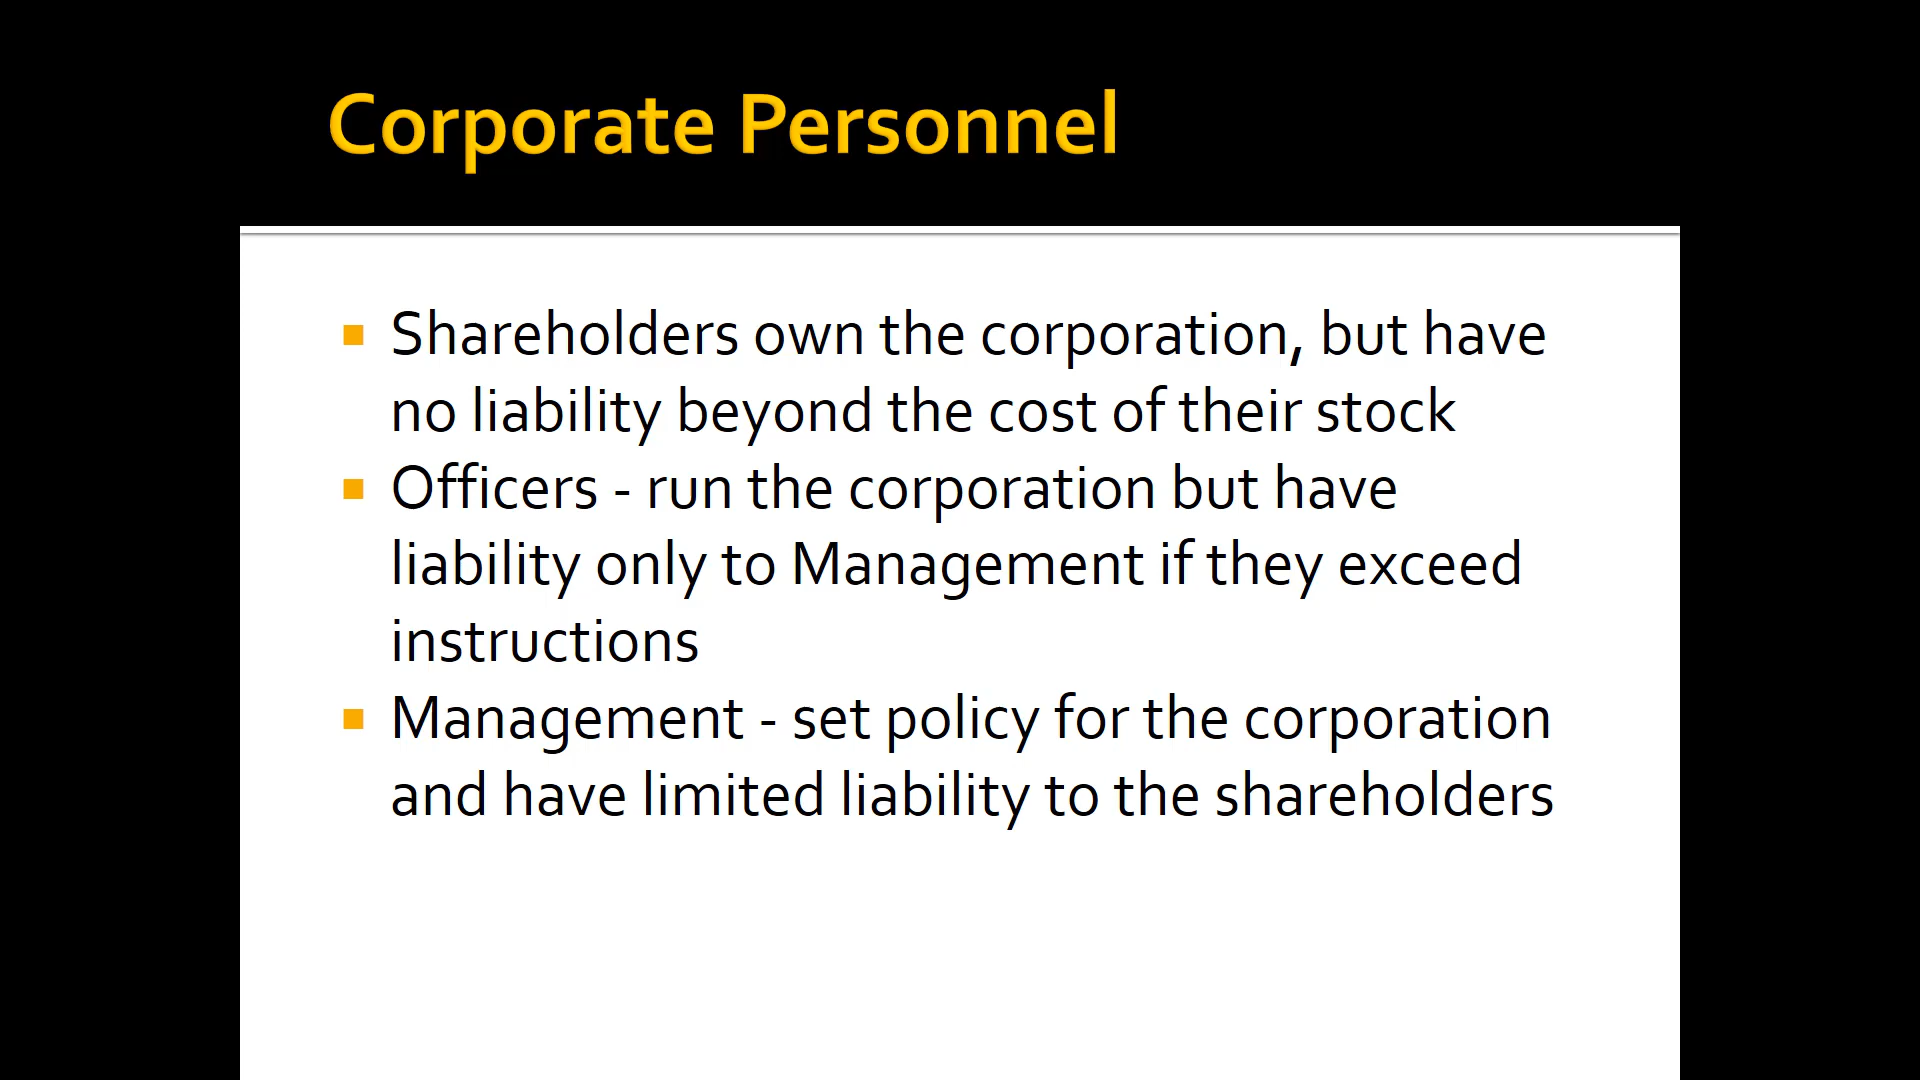 Corporate Personnel
Shareholders own the corporation, but have
no liability beyond the cost of their stock
Officers - run the corporation but have
liability only to Management if they exceed
instructions
Management - set policy for the corporation
and have limited liability to the shareholders